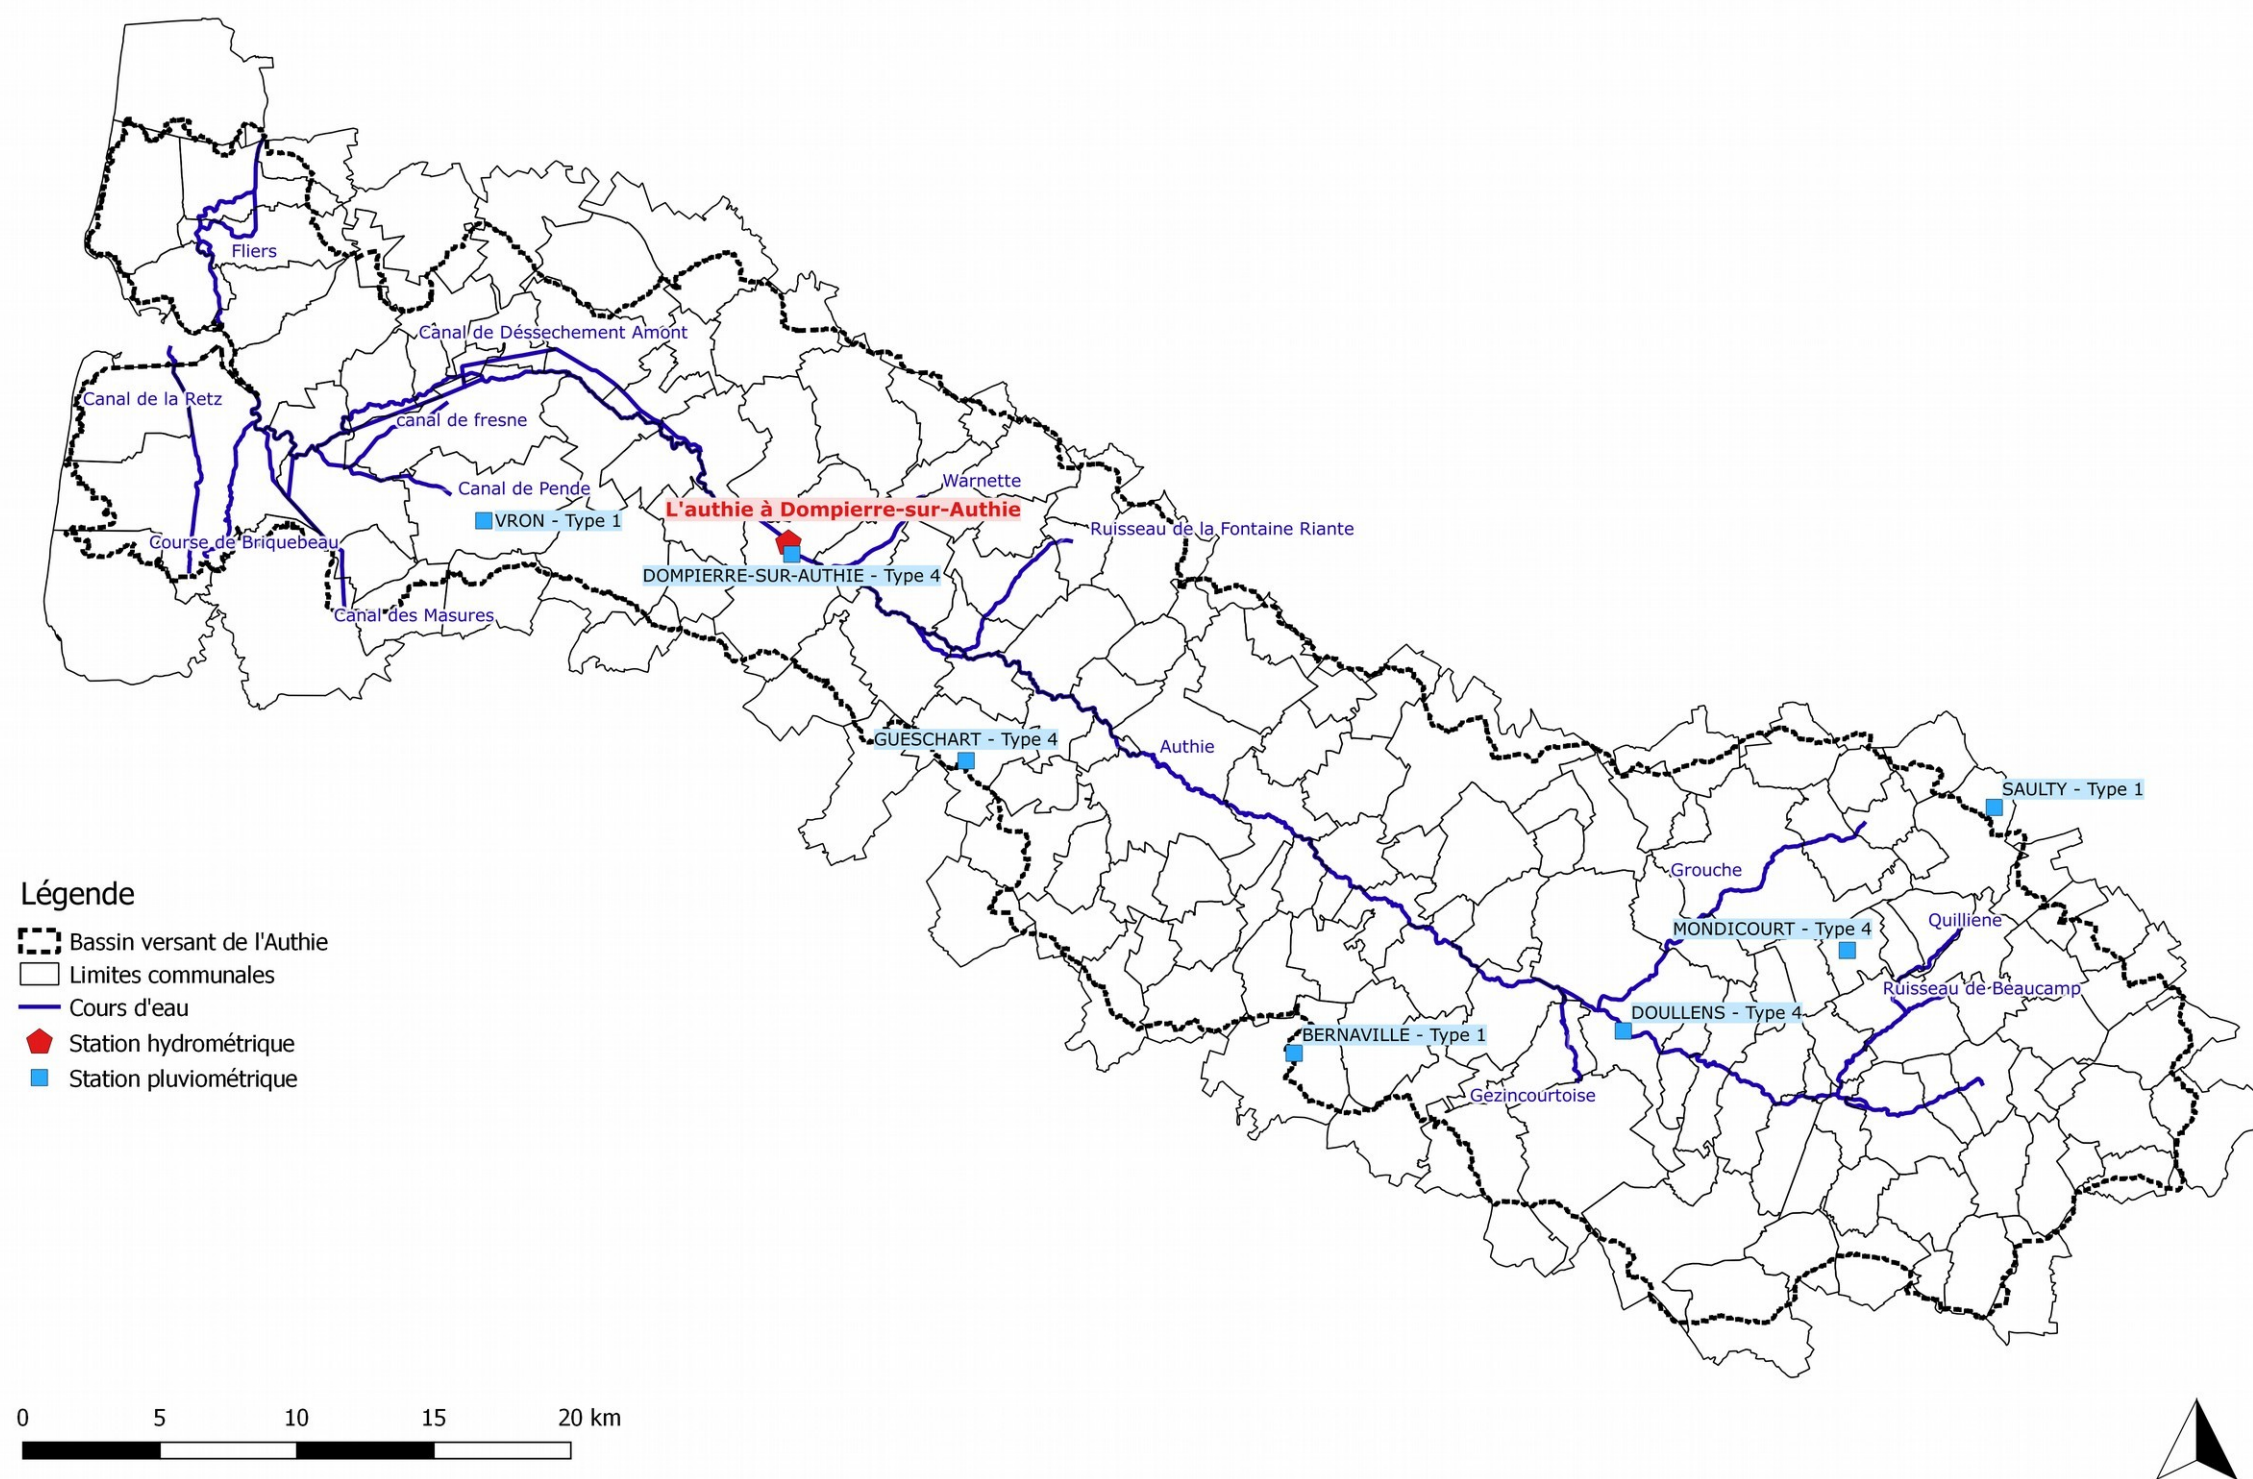 Fliers
Canal de Déssechement Amont
Canal de la Retz
canal de fresne
Canal de Pende
Warnette
L'authie à Dompierre-sur-Authie
VRON - Type 1
Ruisseau de la Fontaine Riante
Course de Briquebeau
DOMPIERRE-SUR-AUTHIE - Type 4
Canal des Masures
GUESCHART - Type 4
Authie
SAULTY - Type 1
Grouche
Quilliene
MONDICOURT - Type 4
Ruisseau de Beaucamp
DOULLENS - Type 4
BERNAVILLE - Type 1
Gézincourtoise
Légende
Bassin versant de l'Authie
Limites communales
Cours d'eau
Station hydrométrique
Station pluviométrique
0 5 10 15 20 km